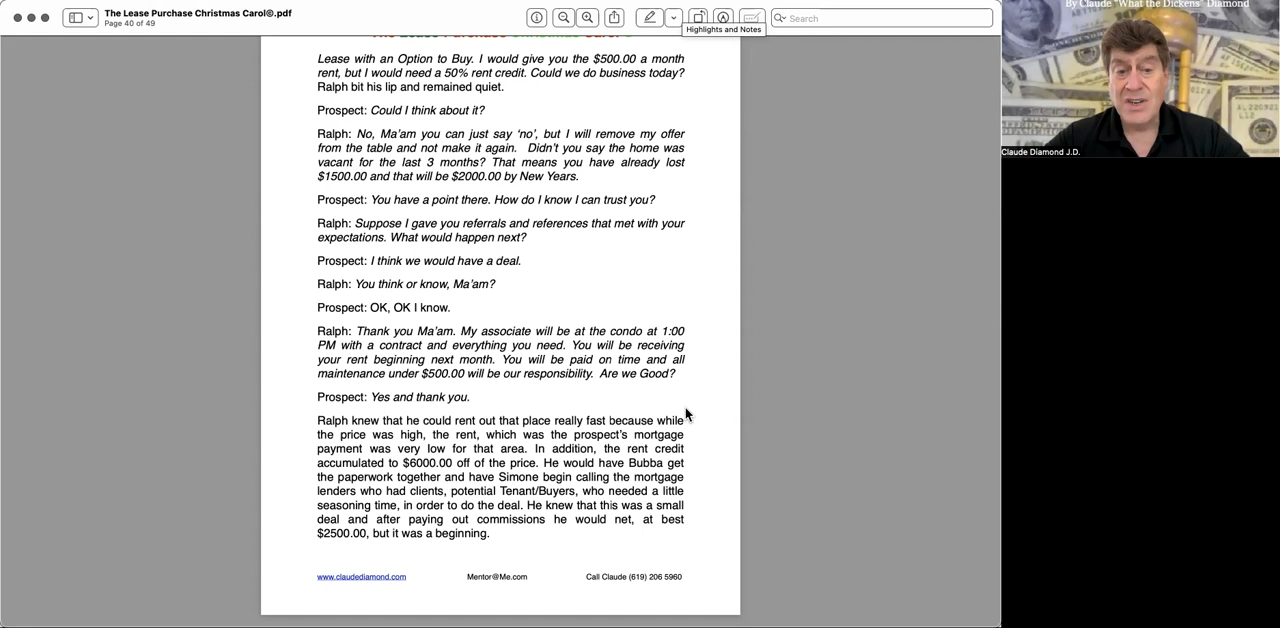 The Lease Purchase Christmas Carol©.pdf
Page 40 of 49
Search
Highlights and Notes
By Claude "What the Dickens" Diamond
Claude Diamond J.D.
The Lease Purchase Christmas Carol©
Lease with an Option to Buy. I would give you the $500.00 a month
rent, but I would need a 50% rent credit. Could we do business today?
Ralph bit his lip and remained quiet.
Prospect: Could I think about it?
Ralph: No, Ma'am you can just say 'no', but I will remove my offer
from the table and not make it again. Didn't you say the home was
vacant for the last 3 months? That means you have already lost
$1500.00 and that will be $2000.00 by New Years.
Prospect: You have a point there. How do I know I can trust you?
Ralph: Suppose I gave you referrals and references that met with your
expectations. What would happen next?
Prospect: I think we would have a deal.
Ralph: You think or know, Ma'am?
Prospect: OK, OK I know.
Ralph: Thank you Ma'am. My associate will be at the condo at 1:00
PM with a contract and everything you need. You will be receiving
your rent beginning next month. You will be paid on time and all
maintenance under $500.00 will be our responsibility. Are we Good?
Prospect: Yes and thank you.
Ralph knew that he could rent out that place really fast because while
the price was high, the rent, which was the prospect's mortgage
payment was very low for that area. In addition, the rent credit
accumulated to $6000.00 off of the price. He would have Bubba get
the paperwork together and have Simone begin calling the mortgage
lenders who had clients, potential Tenant/Buyers, who needed a little
seasoning time, in order to do the deal. He knew that this was a small
deal and after paying out commissions he would net, at best
$2500.00, but it was a beginning.
www.claudediamond.com Mentor@Me.com Call Claude (619) 206 5960